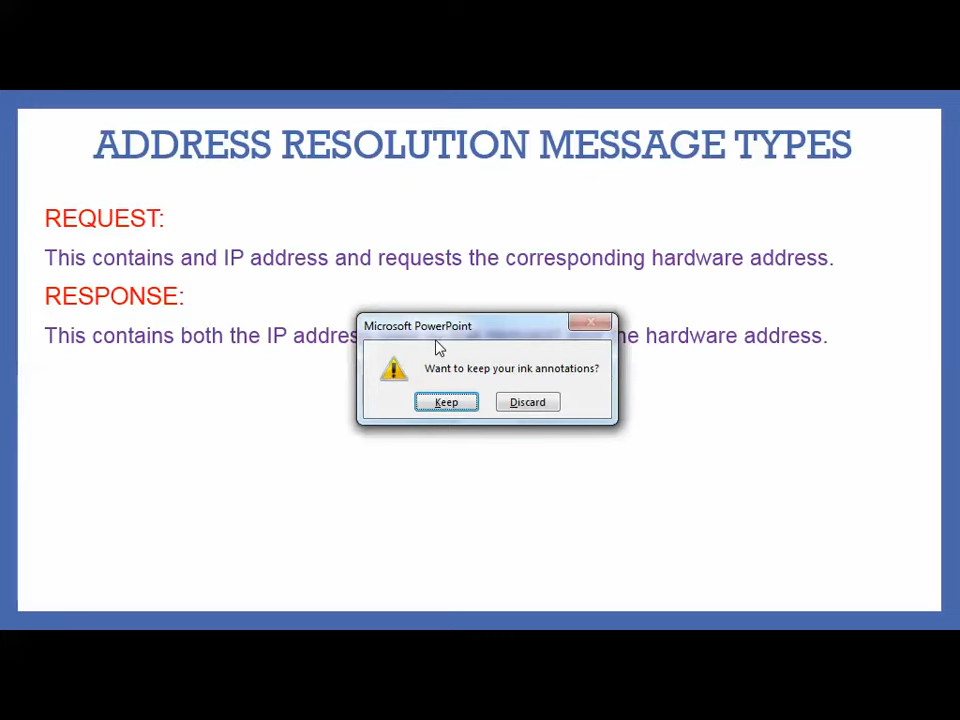 ADDRESS RESOLUTION MESSAGE TYPES
REQUEST:
This contains and IP address and requests the corresponding hardware address.
RESPONSE:
This contains both the IP addres he hardware address.
Microsoft PowerPoint
Want to keep your ink annotations?
Keep Discard